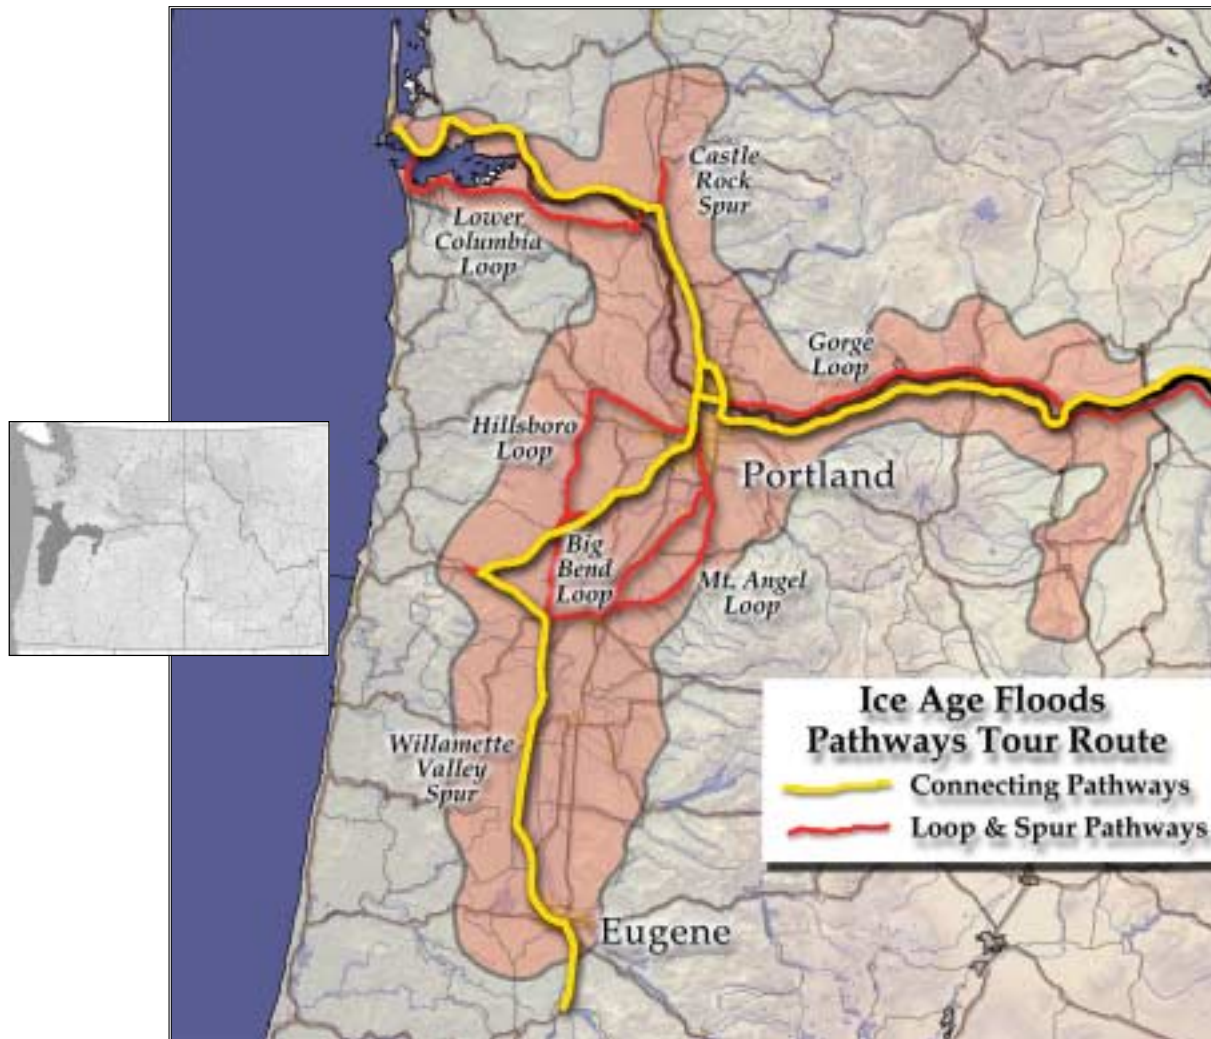 Castle
Rock
Spur
Lower
Columbia
Loop
Gorge
Loop
Hillsboro
Loop
Portland
Big
Bend
Loop
Mt. Angel
Loop
Ice Age Floods
Pathways Tour Route
Connecting Pathways
Loop & Spur Pathways
Willamette
Valley
Spur
Eugene